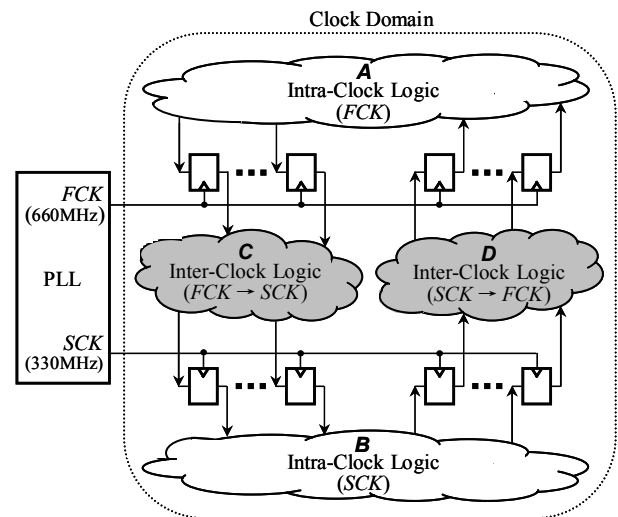 Clock Domain
A
Intra-Clock Logic
(FCK)
FCK
(660MHz)
PLL
SCK
(330MHz)
C
Inter-Clock Logic
(FCK → SCK)
D
Inter-Clock Logic
(SCK → FCK)
B
Intra-Clock Logic
(SCK)